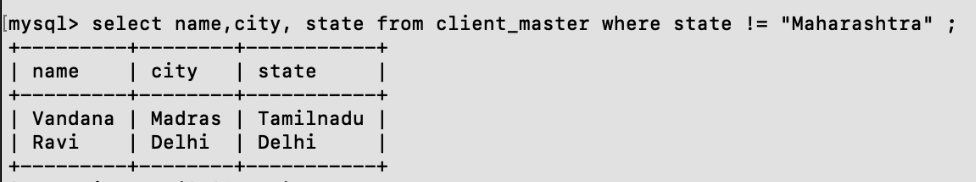 mysql> select name,city, state from client_master where state != "Maharashtra" ;
+---------+--------+-----------+
| name    | city   | state     |
+---------+--------+-----------+
| Vandana | Madras | Tamilnadu |
| Ravi    | Delhi  | Delhi     |
+---------+--------+-----------+